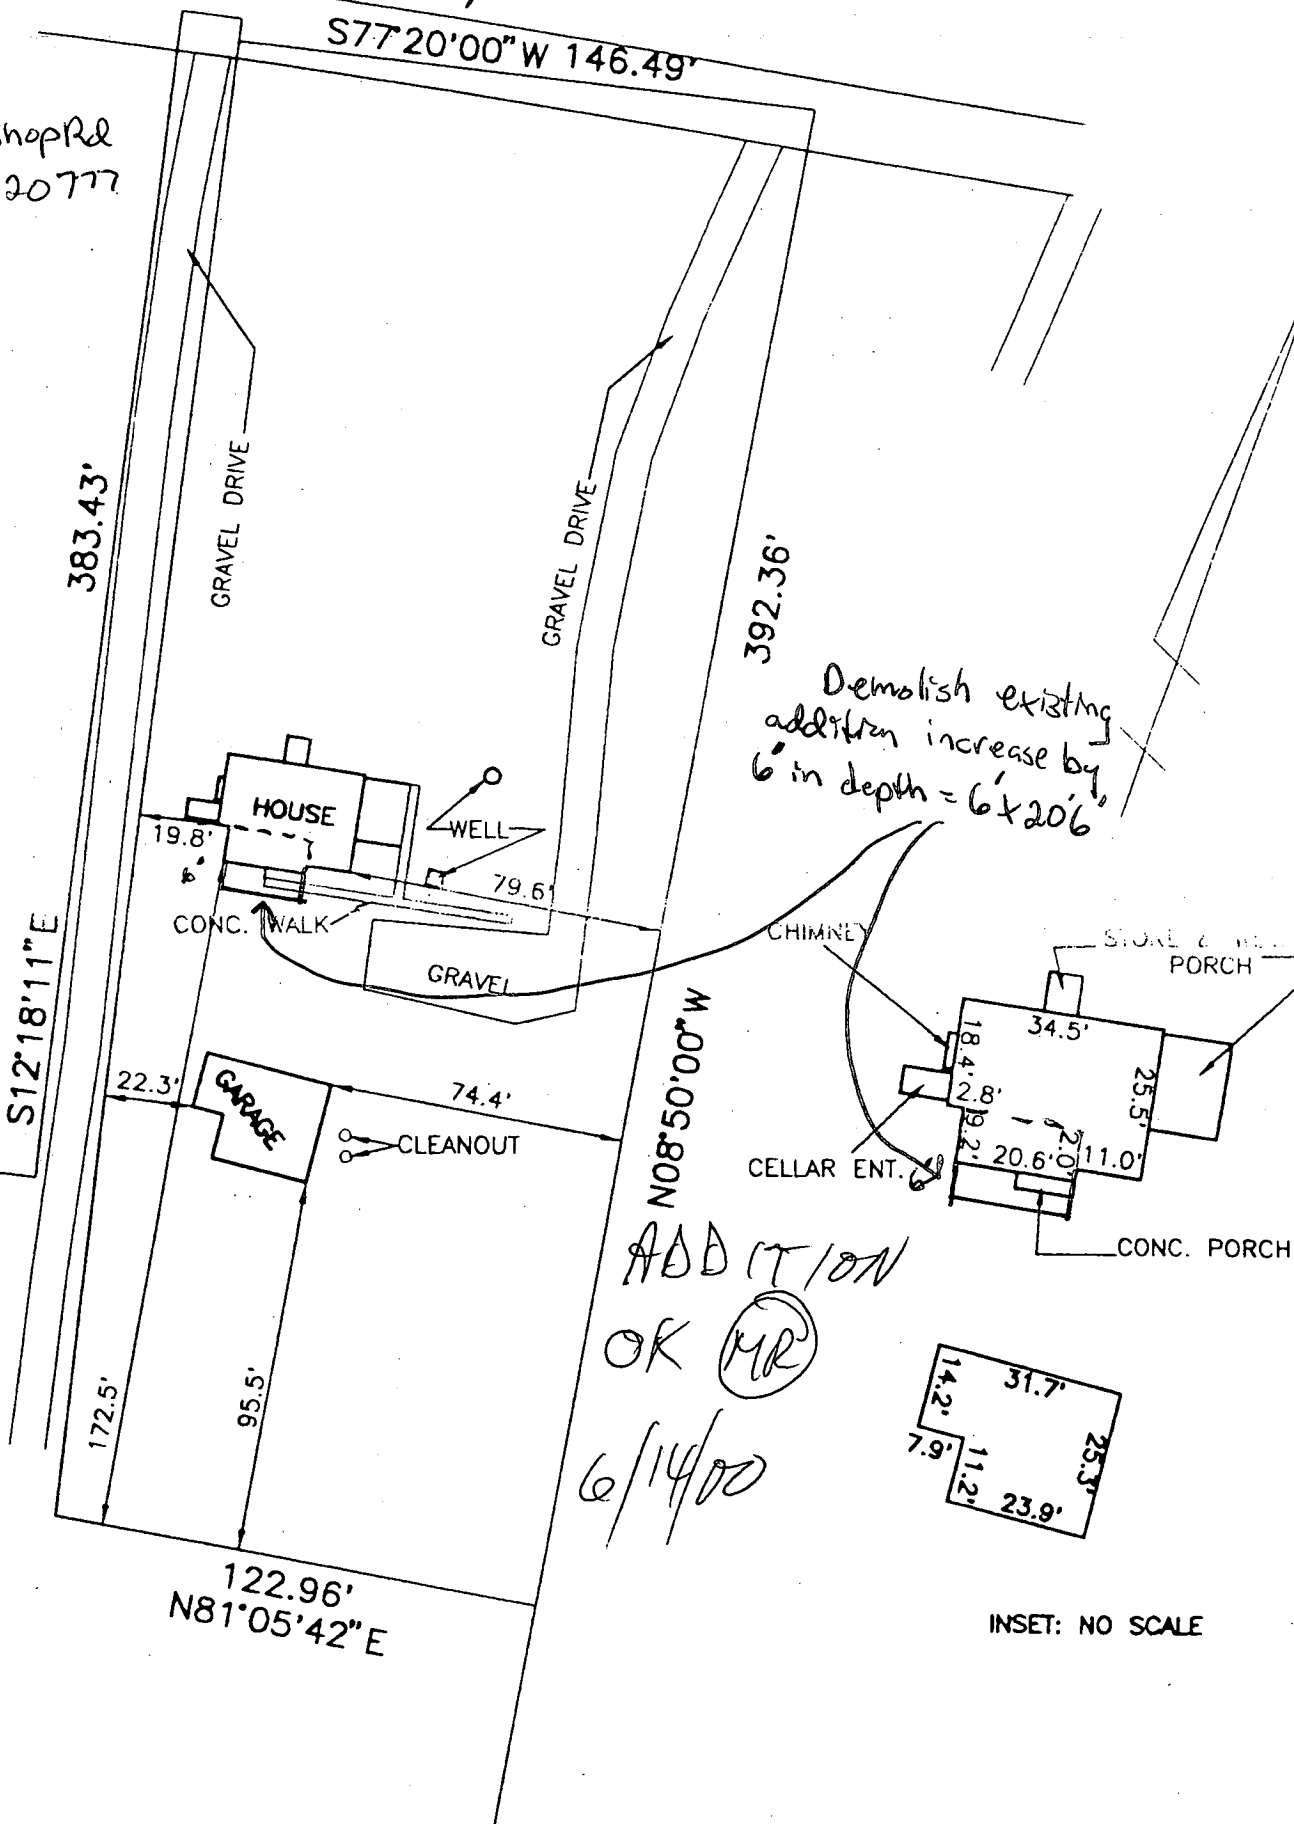 S77°20'00"W 146.49'
20777
383.43'
GRAVEL DRIVE
GRAVEL DRIVE
392.36'
Demolish existing
addition increase by
6' in depth = 6'x20'6"
HOUSE
WELL
19.8'
6'
79.6'
CONC. WALK
GRAVEL
S12°18'11"E
N08°50'00"W
22.3'
GARAGE
74.4'
CLEANOUT
172.5'
95.5'
122.96'
N81°05'42"E
CHIMNEY
PORCH
34.5'
18.4'
2.8'
25.5'
9.2'
20.6'
2.0'
11.0'
CELLAR ENT.
6'
CONC. PORCH
ADDITION
OK MR
6/14/00
31.7'
14.2'
7.9'
11.2'
25.3'
23.9'
INSET: NO SCALE